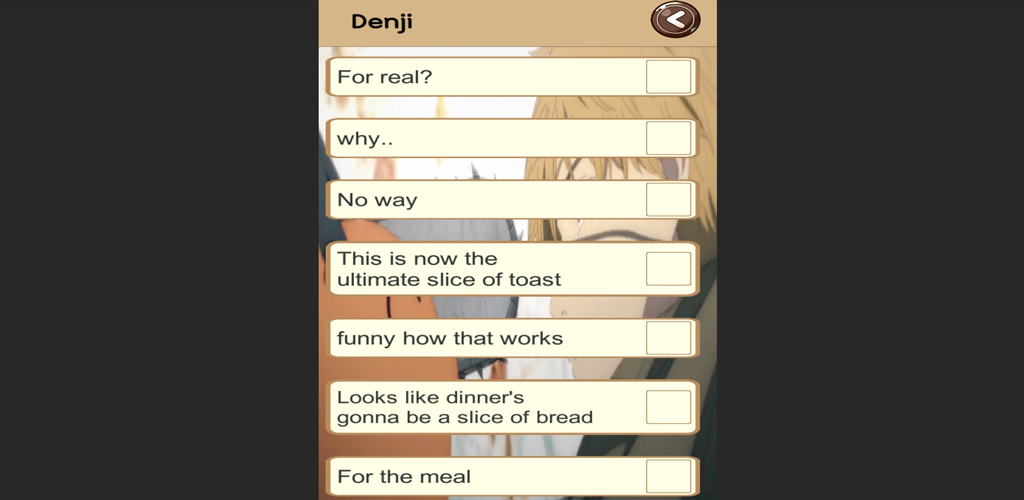 Denji
For real?
why..
No way
This is now the
ultimate slice of toast
funny how that works
Looks like dinner's
gonna be a slice of bread
For the meal